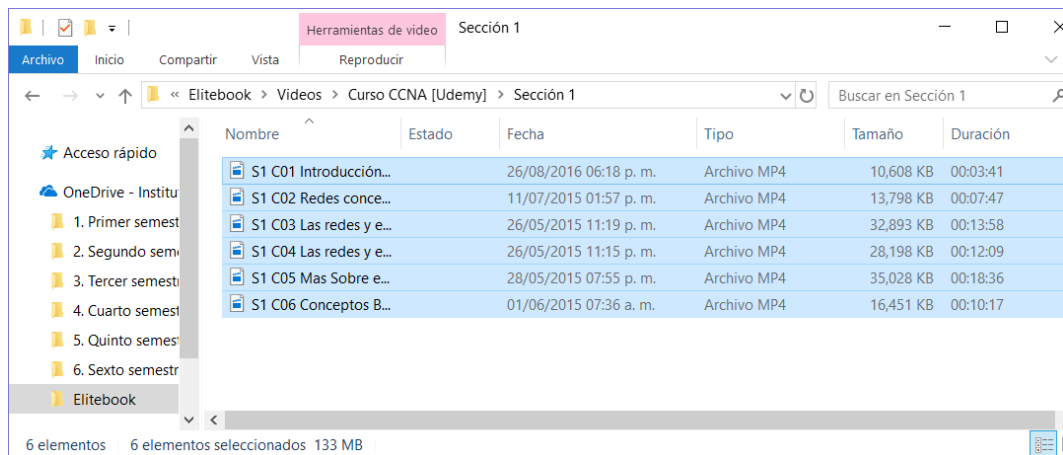 Herramientas de video Sección 1
Archivo Inicio Compartir Vista Reproducir
« Elitebook > Videos > Curso CCNA [Udemy] > Sección 1 Buscar en Sección 1
Nombre Estado Fecha Tipo Tamaño Duración
Acceso rápido
S1 C01 Introducción... 26/08/2016 06:18 p. m. Archivo MP4 10,608 KB 00:03:41
OneDrive - Institu
S1 C02 Redes conce... 11/07/2015 01:57 p. m. Archivo MP4 13,798 KB 00:07:47
1. Primer semest
S1 C03 Las redes y e... 26/05/2015 11:19 p. m. Archivo MP4 32,893 KB 00:13:58
2. Segundo sem
S1 C04 Las redes y e... 26/05/2015 11:15 p. m. Archivo MP4 28,198 KB 00:12:09
3. Tercer semest
S1 C05 Mas Sobre e... 28/05/2015 07:55 p. m. Archivo MP4 35,028 KB 00:18:36
4. Cuarto semest
S1 C06 Conceptos B... 01/06/2015 07:36 a. m. Archivo MP4 16,451 KB 00:10:17
5. Quinto semes
6. Sexto semestr
Elitebook
6 elementos 6 elementos seleccionados 133 MB